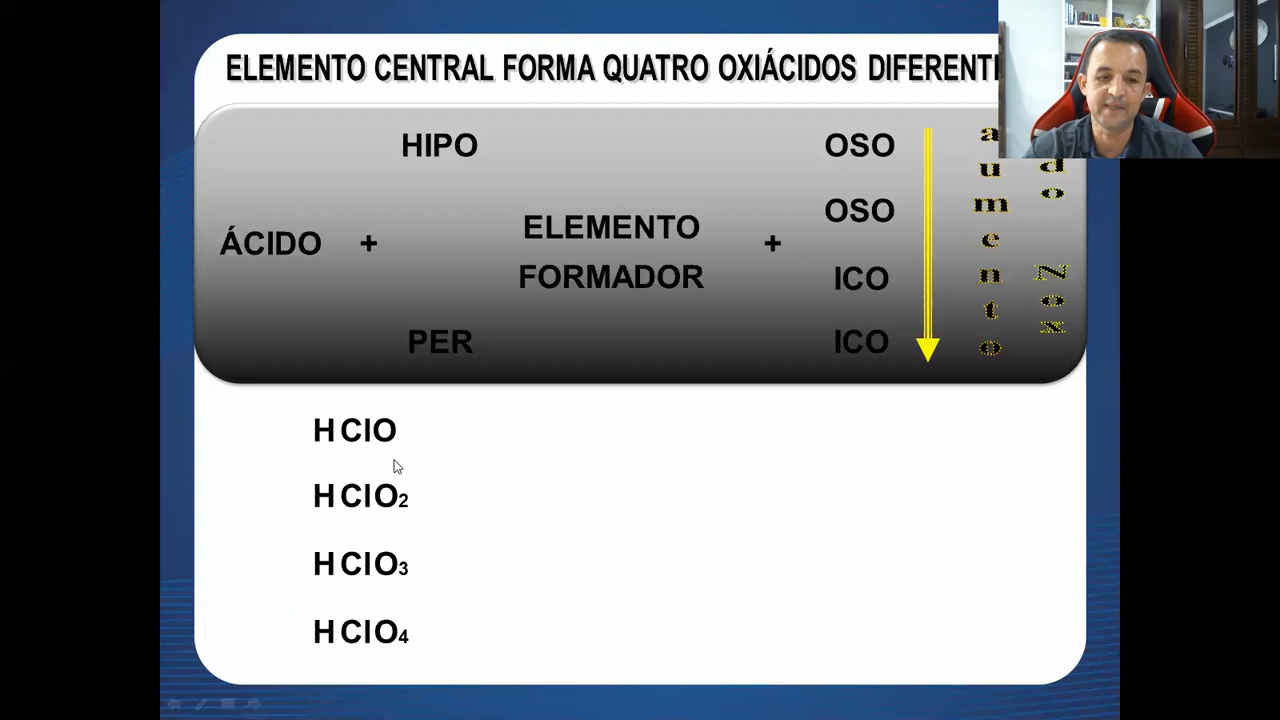 ELEMENTO CENTRAL FORMA QUATRO OXIÁCIDOS
HIPO OSO
OSO
ÁCIDO + ELEMENTO FORMADOR +
ICO
PER ICO
aumento
do Nox
HClO
HClO₂
HClO₃
HClO₄